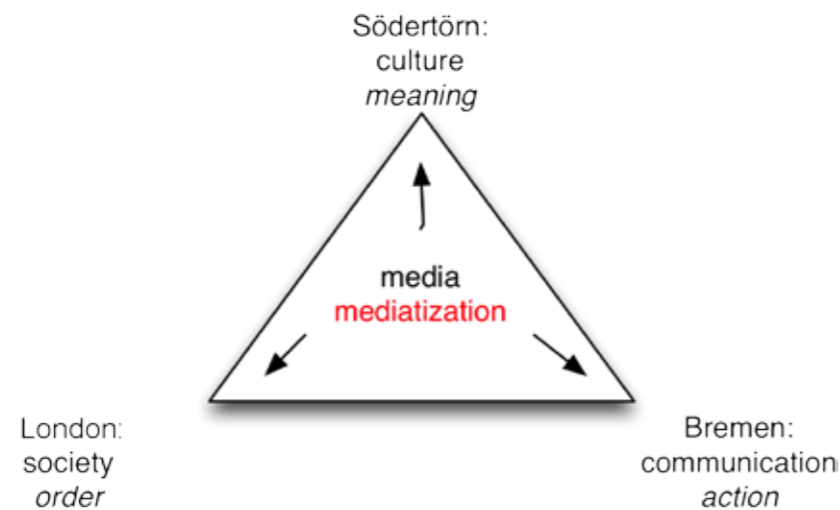 Södertörn:
culture
meaning
media
mediatization
London:
society
order
Bremen:
communication
action